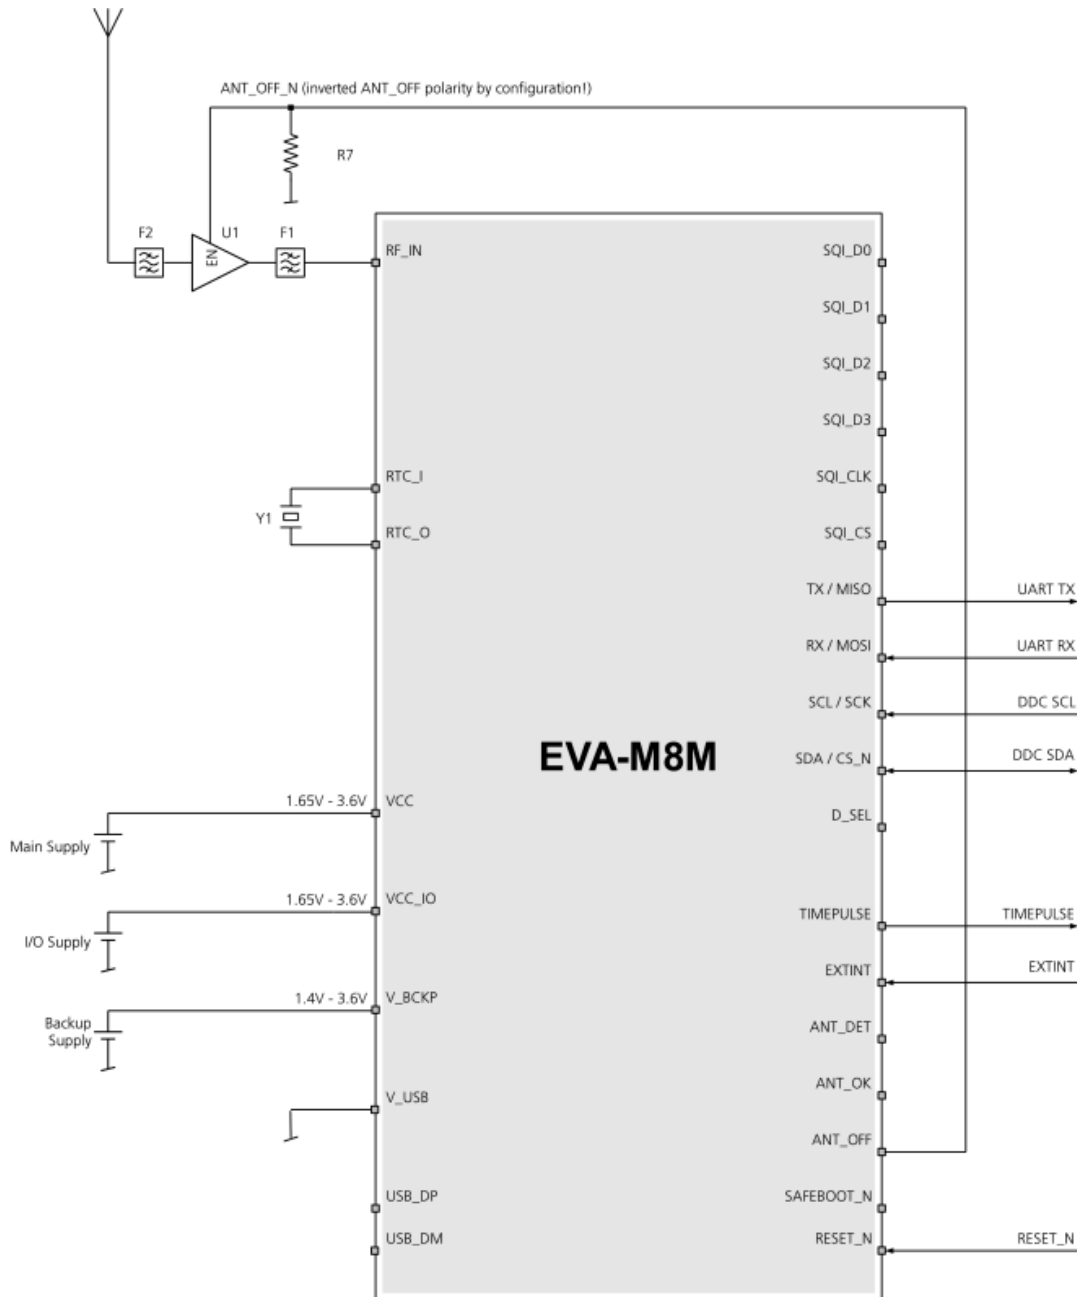 ANT_OFF_N (inverted ANT_OFF polarity by configuration!)
R7
F2
U1
F1
EN
RF_IN
SQI_D0
SQI_D1
SQI_D2
SQI_D3
RTC_I
SQI_CLK
Y1
RTC_O
SQI_CS
TX / MISO
UART TX
RX / MOSI
UART RX
SCL / SCK
DDC SCL
EVA-M8M
SDA / CS_N
DDC SDA
1.65V - 3.6V
VCC
D_SEL
Main Supply
1.65V - 3.6V
VCC_IO
TIMEPULSE
TIMEPULSE
I/O Supply
EXTINT
EXTINT
1.4V - 3.6V
V_BCKP
Backup
Supply
ANT_DET
V_USB
ANT_OK
ANT_OFF
USB_DP
SAFEBOOT_N
USB_DM
RESET_N
RESET_N